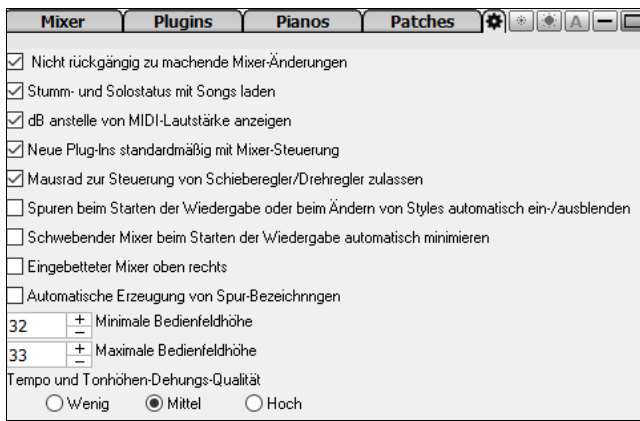 Mixer Plugins Pianos Patches A
Nicht rückgängig zu machende Mixer-Änderungen
Stumm- und Solostatus mit Songs laden
dB anstelle von MIDI-Lautstärke anzeigen
Neue Plug-Ins standardmäßig mit Mixer-Steuerung
Mausrad zur Steuerung von Schieberegler/Drehregler zulassen
Spuren beim Starten der Wiedergabe oder beim Ändern von Styles automatisch ein-/ausblenden
Schwebender Mixer beim Starten der Wiedergabe automatisch minimieren
Eingebetteter Mixer oben rechts
Automatische Erzeugung von Spur-Bezeichnngen
32 Minimale Bedienfeldhöhe
33 Maximale Bedienfeldhöhe
Tempo und Tonhöhen-Dehungs-Qualität
Wenig Mittel Hoch